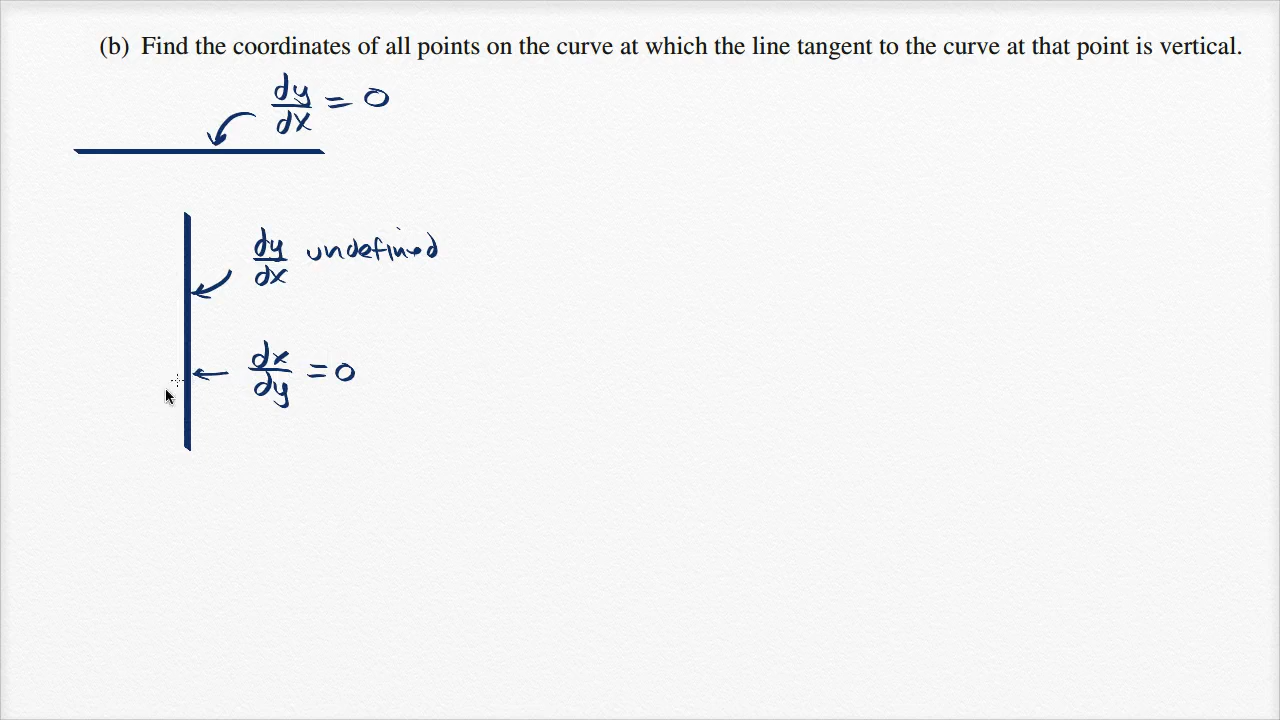 (b) Find the coordinates of all points on the curve at which the line tangent to the curve at that point is vertical.
dy/dx = 0
dy/dx undefined
dx/dy = 0